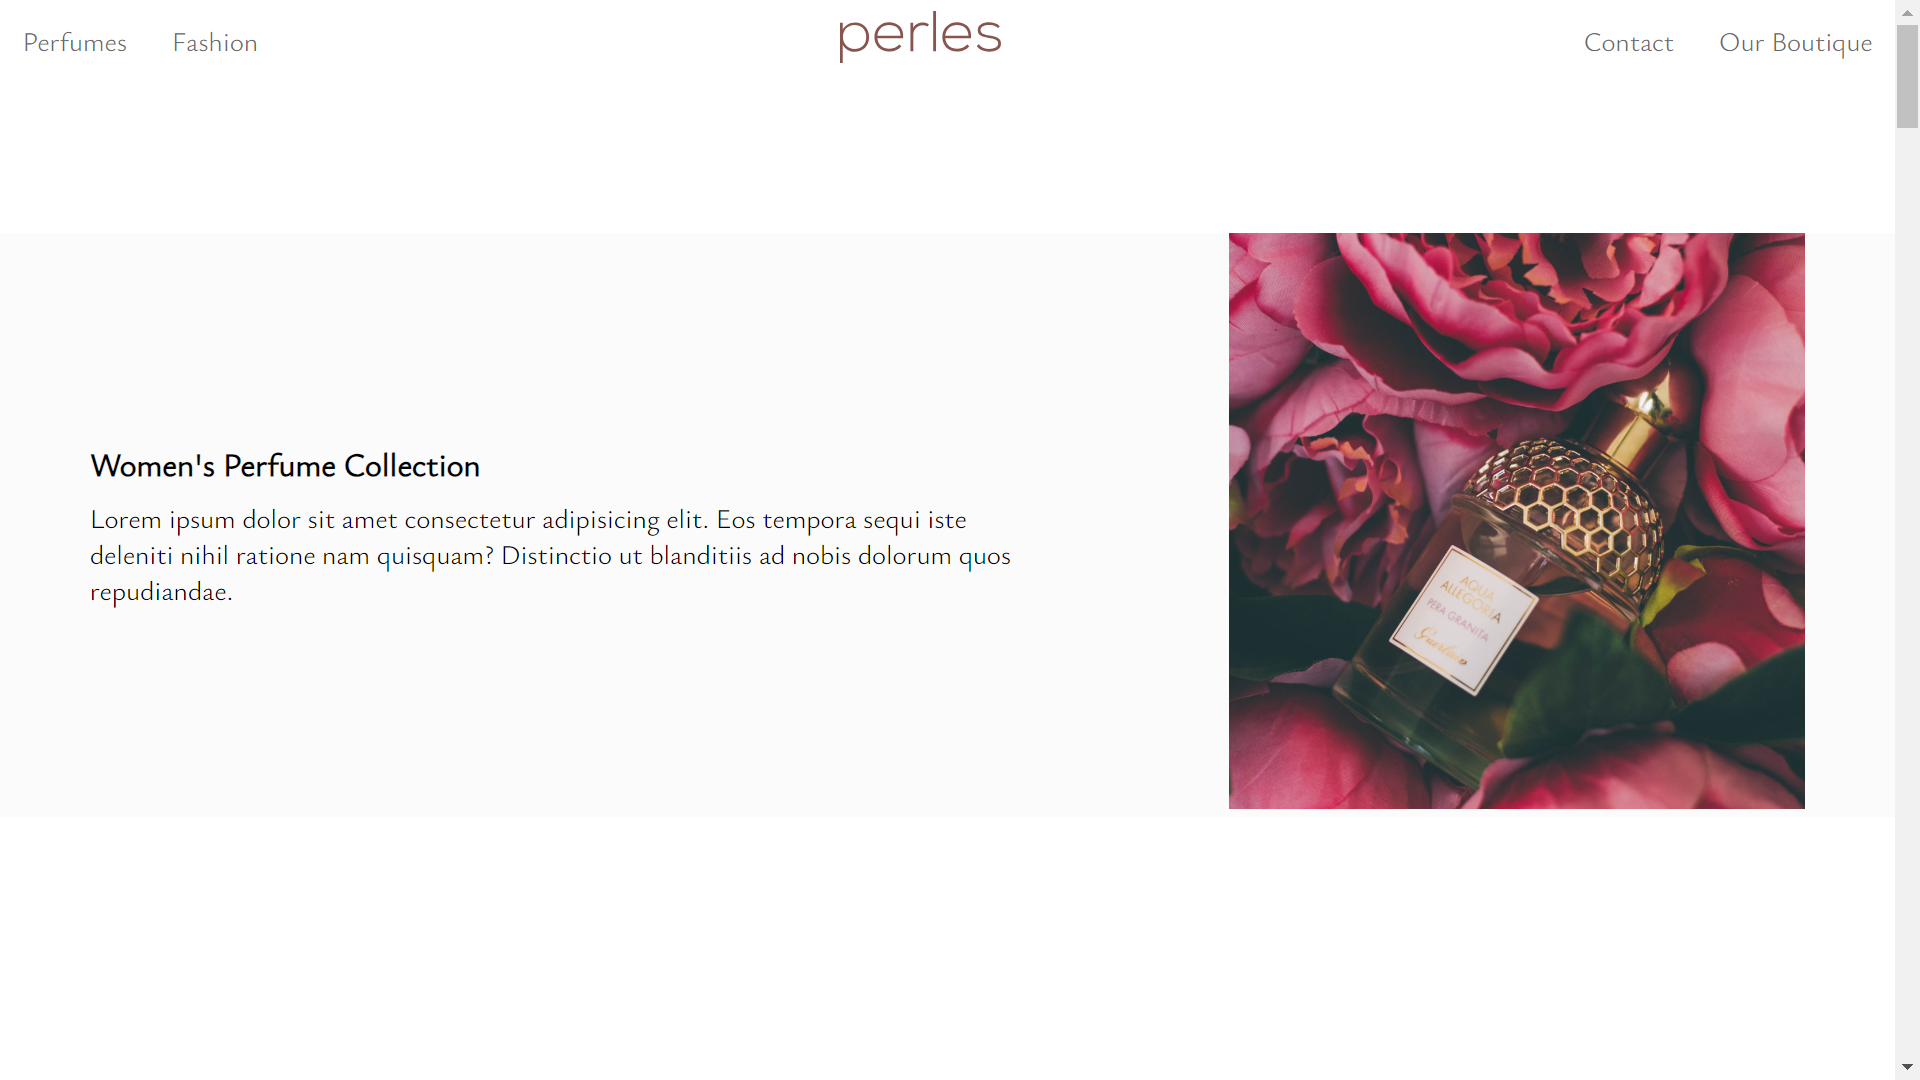 Perfumes Fashion perles Contact Our Boutique
Women's Perfume Collection
Lorem ipsum dolor sit amet consectetur adipisicing elit. Eos tempora sequi iste
deleniti nihil ratione nam quisquam? Distinctio ut blanditiis ad nobis dolorum quos
repudiandae.
AQUA
ALLEGORIA
PERA GRANITA
Guerlain